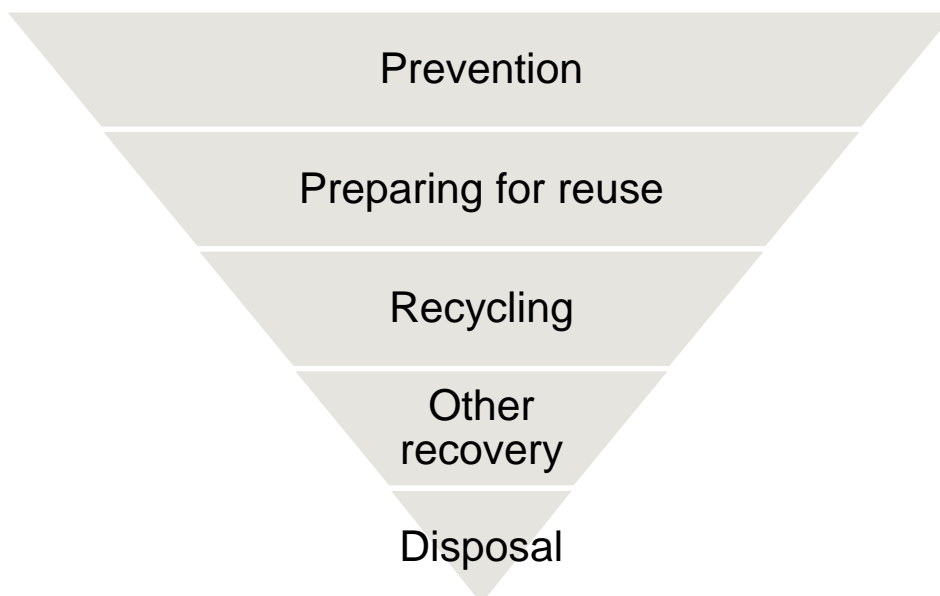 Prevention
Preparing for reuse
Recycling
Other
recovery
Disposal